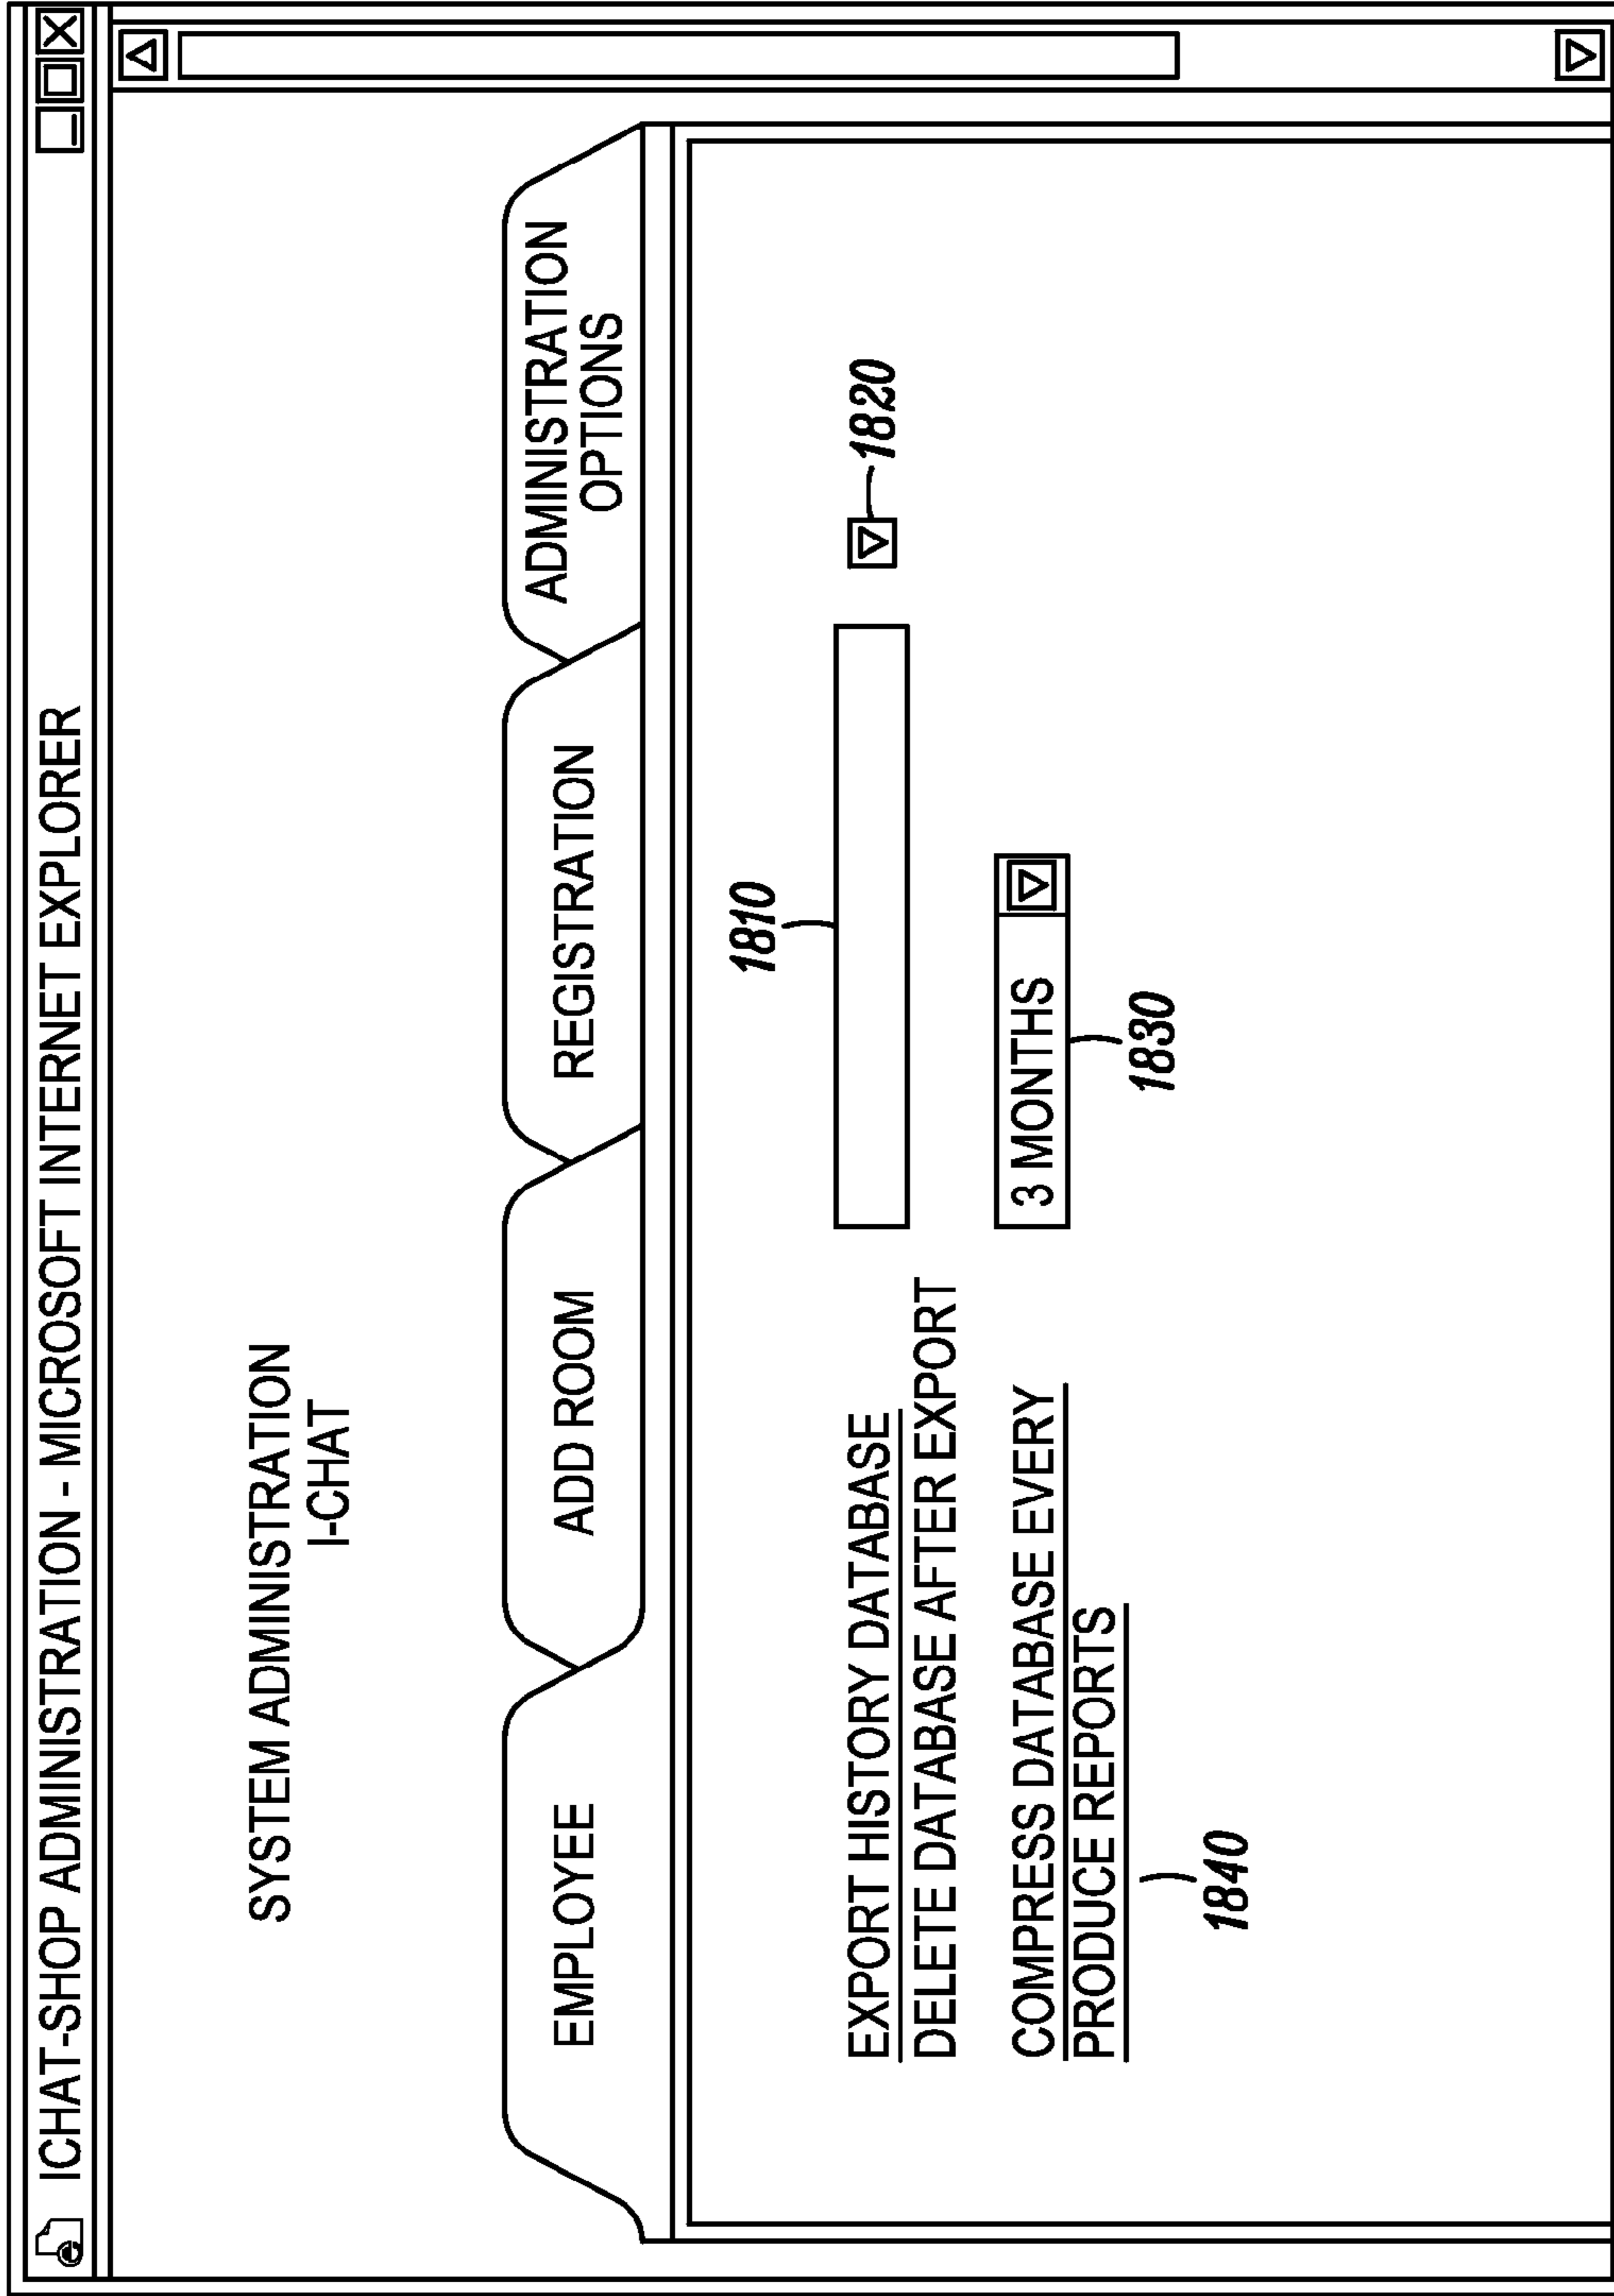 ICHAT-SHOP ADMINISTRATION - MICROSOFT INTERNET EXPLORER
SYSTEM ADMINISTRATION
I-CHAT
EMPLOYEE
ADD ROOM
REGISTRATION
ADMINISTRATION
OPTIONS
1810
EXPORT HISTORY DATABASE
1820
DELETE DATABASE AFTER EXPORT
COMPRESS DATABASE EVERY
3 MONTHS
PRODUCE REPORTS
1830
1840